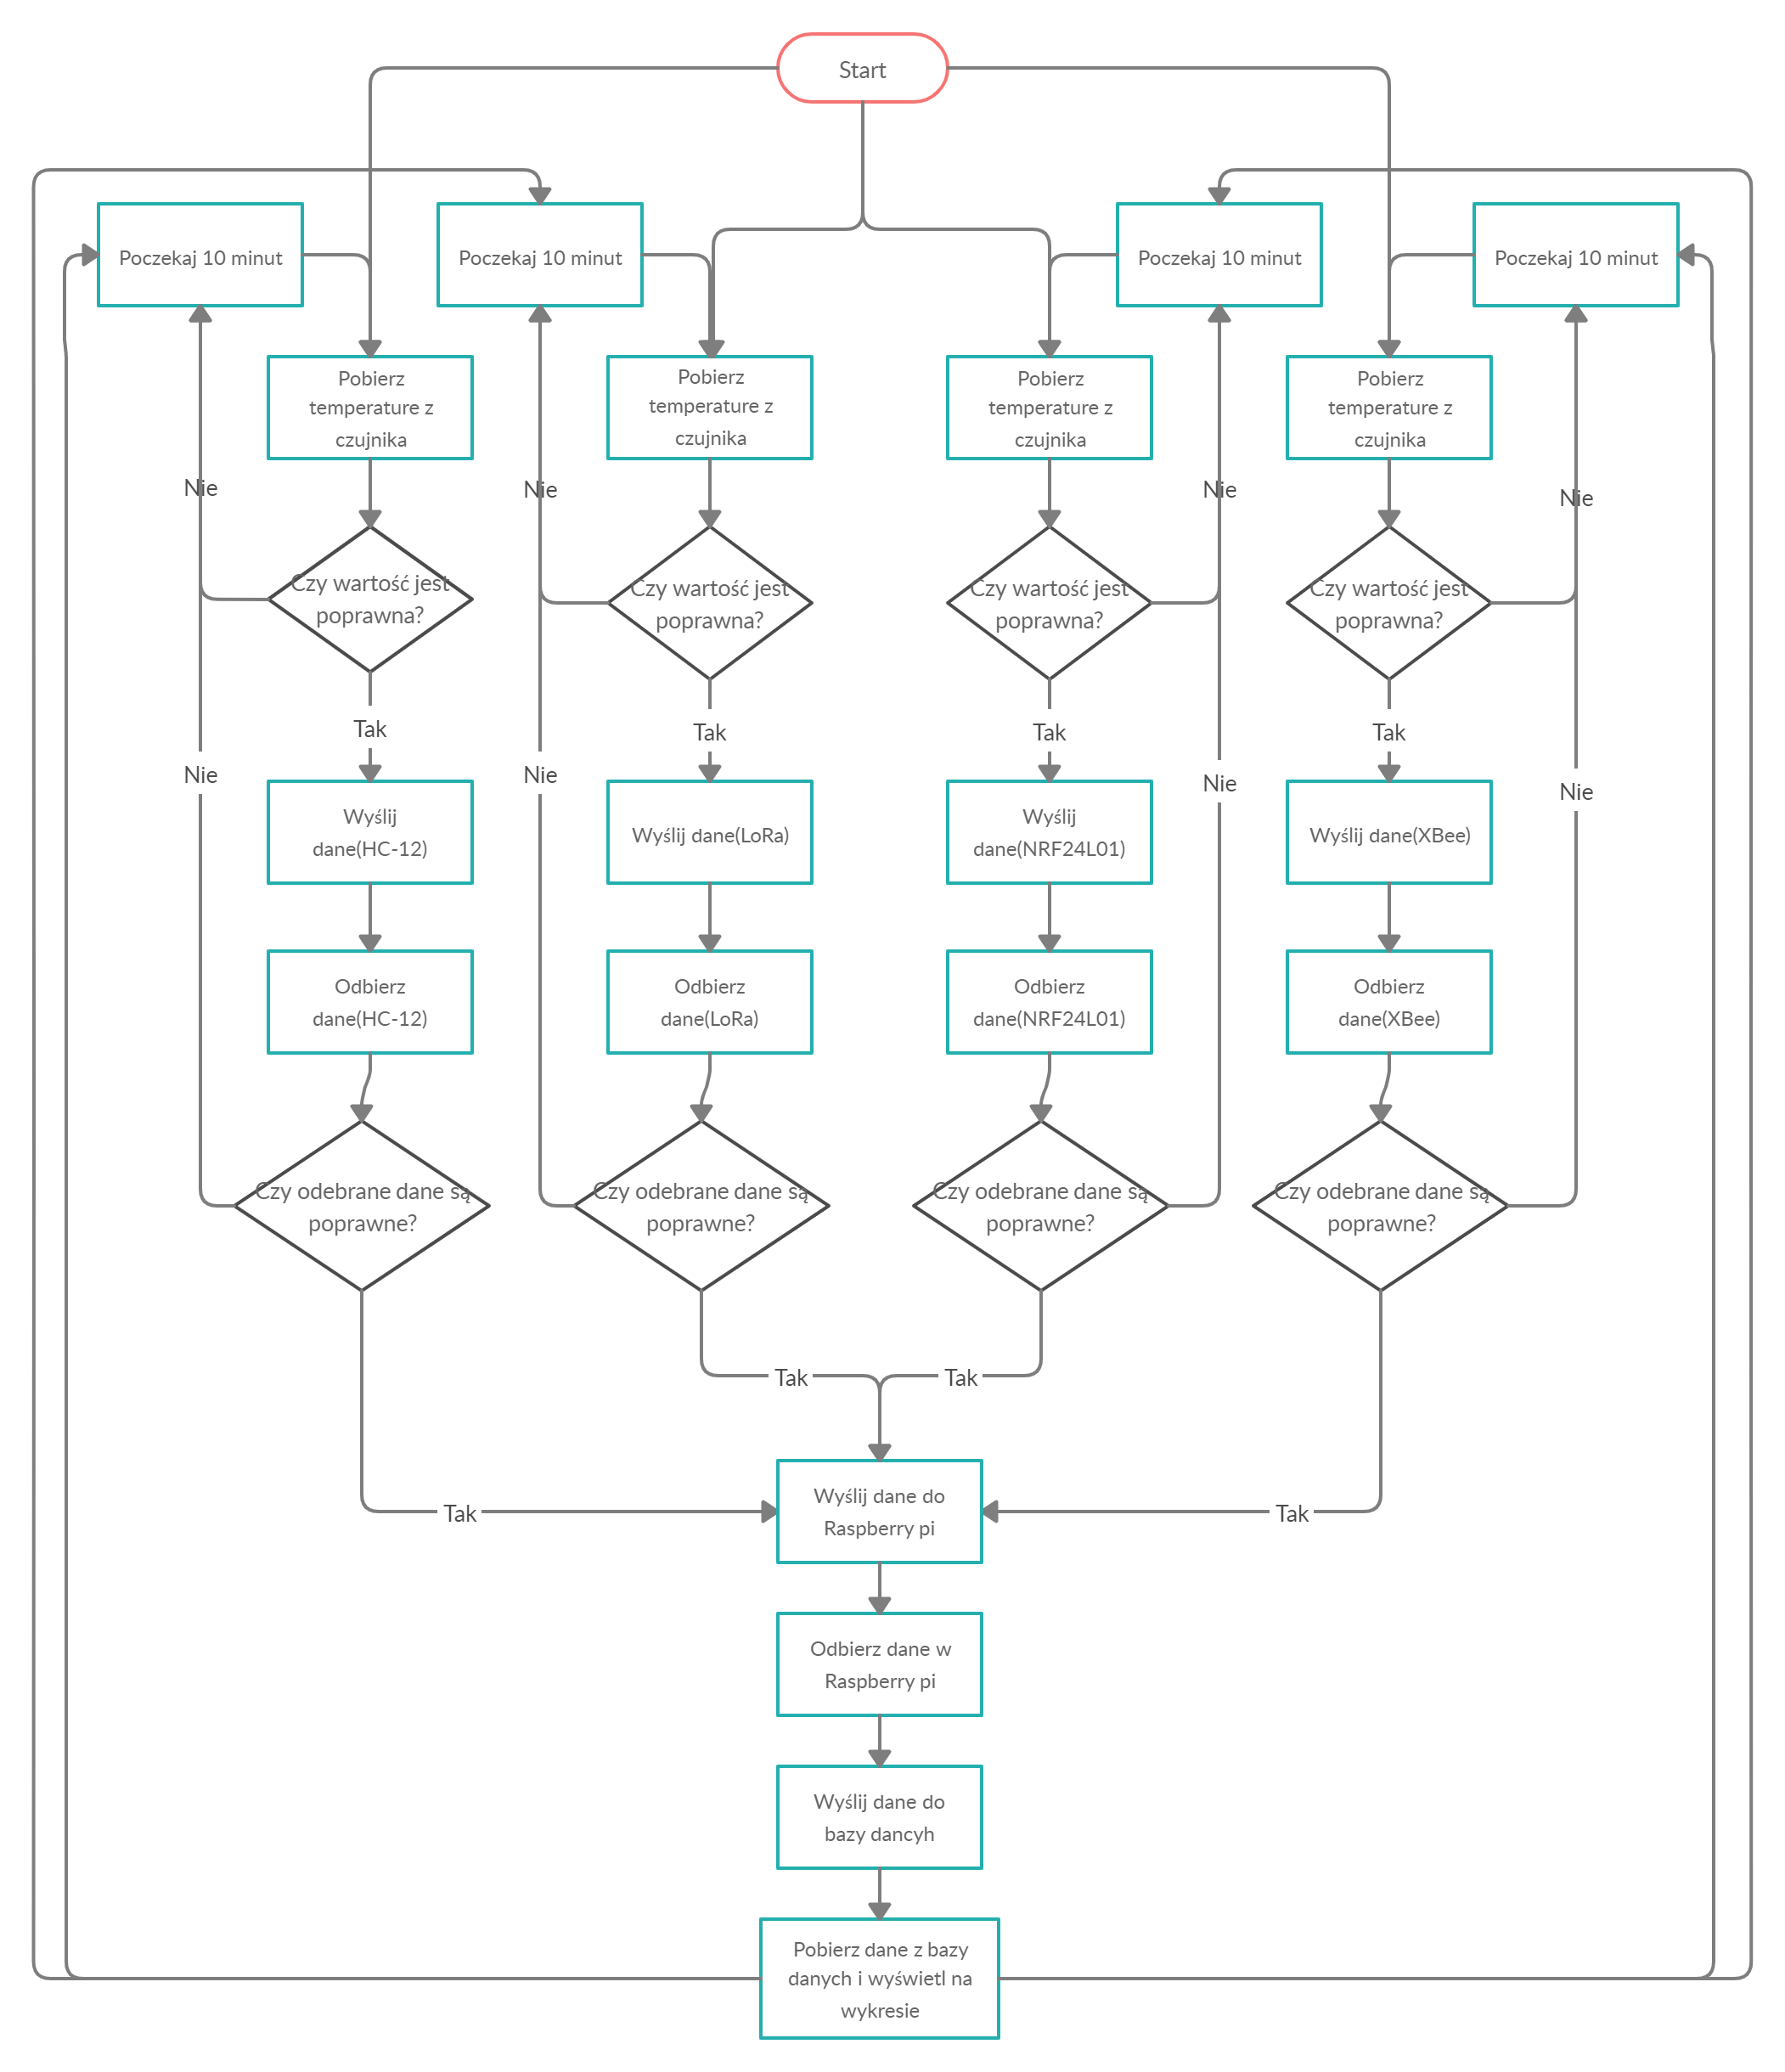 Start
Poczekaj 10 minut
Poczekaj 10 minut
Poczekaj 10 minut
Poczekaj 10 minut
Pobierz
temperature z
czujnika
Pobierz
temperature z
czujnika
Pobierz
temperature z
czujnika
Pobierz
temperature z
czujnika
Nie
Nie
Nie
Nie
Czy wartość jest
poprawna?
Czy wartość jest
poprawna?
Czy wartość jest
poprawna?
Czy wartość jest
poprawna?
Tak
Tak
Tak
Tak
Nie
Nie
Nie
Nie
Wyślij
dane(HC-12)
Wyślij dane(LoRa)
Wyślij
dane(NRF24L01)
Wyślij dane(XBee)
Odbierz
dane(HC-12)
Odbierz
dane(LoRa)
Odbierz
dane(NRF24L01)
Odbierz
dane(XBee)
Czy odebrane dane są
poprawne?
Czy odebrane dane są
poprawne?
Czy odebrane dane są
poprawne?
Czy odebrane dane są
poprawne?
Tak
Tak
Tak
Tak
Wyślij dane do
Raspberry pi
Odbierz dane w
Raspberry pi
Wyślij dane do
bazy dancyh
Pobierz dane z bazy
danych i wyświetl na
wykresie